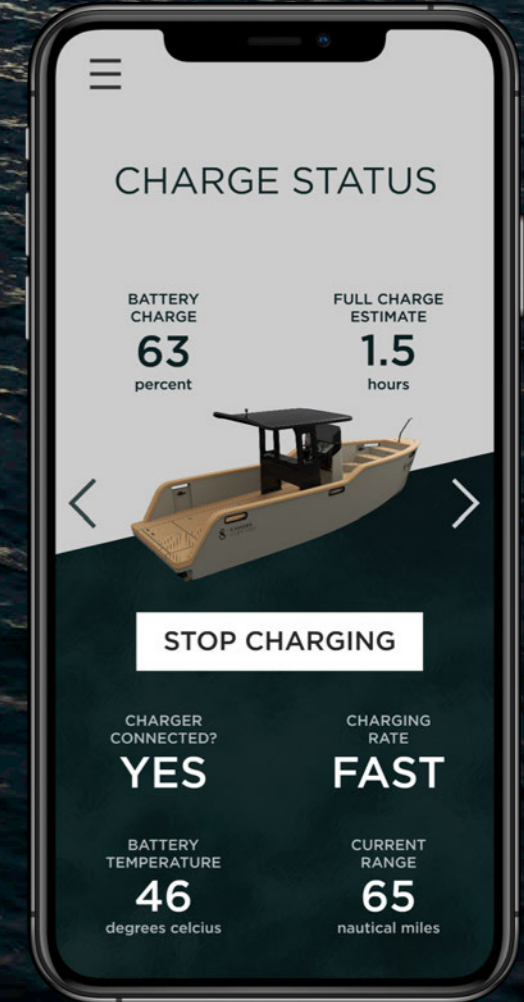 CHARGE STATUS
BATTERY
CHARGE
63
percent
FULL CHARGE
ESTIMATE
1.5
hours
STOP CHARGING
CHARGER
CONNECTED?
YES
CHARGING
RATE
FAST
BATTERY
TEMPERATURE
46
degrees celcius
CURRENT
RANGE
65
nautical miles